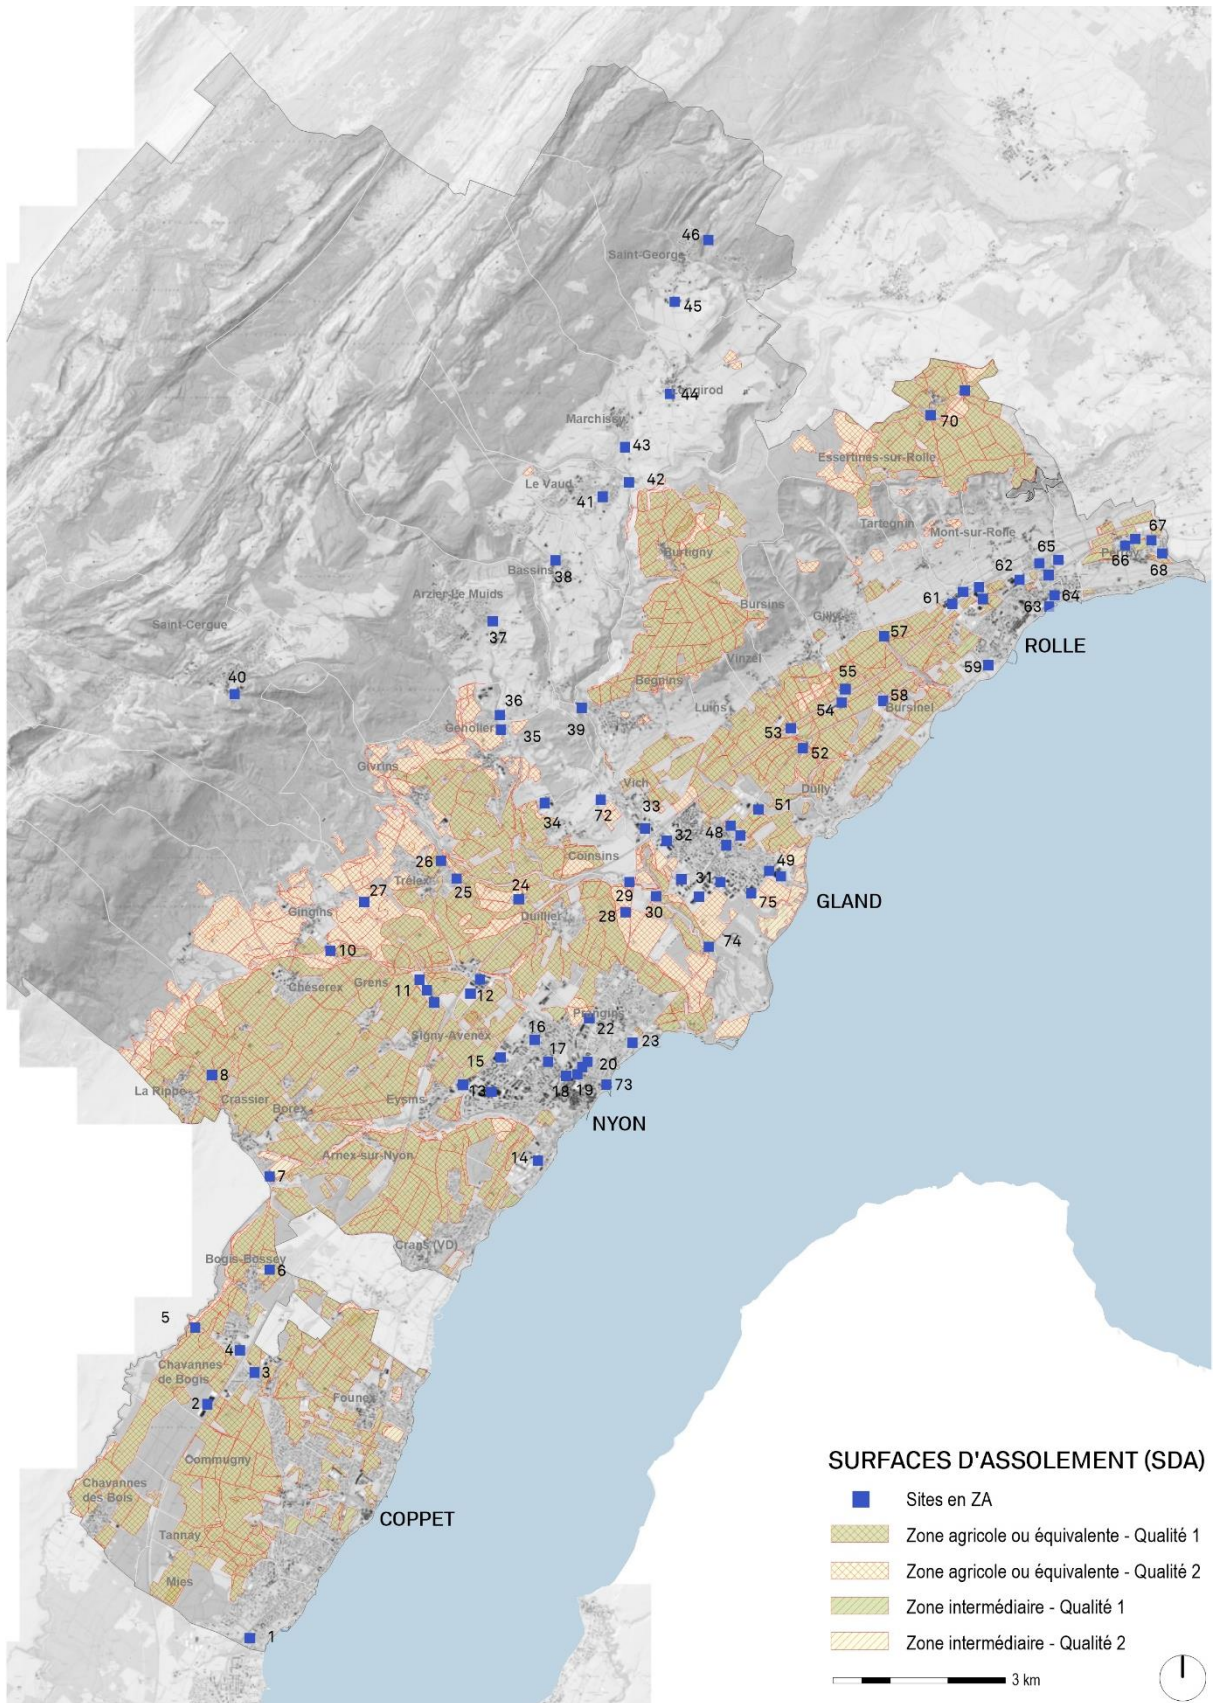 46
Saint-George
45
Longirod
44
Marchissy
43
70
Essertines-sur-Rolle
Le Vaud
42
41
Tartegnin
Mont-sur-Rolle
67
65
66
Perroy
68
Burtigny
Bassins
38
62
Arzier-Le Muids
Bursins
61
64
63
Gilly
Saint-Cergue
37
57
ROLLE
Vinzel
59
40
Begnins
55
58
36
Luins
54
Bursinel
Genolier
35
39
53
52
Givrins
Vich
Dully
72
33
51
34
32
48
Coinsins
26
Trélex
49
25
24
31
27
29
75
GLAND
Gingins
28
30
Duillier
10
74
Chéserex
Grens
11
12
Prangins
22
16
Signy-Avenex
23
15
17
20
8
La Rippe
Crassier
13
18
19
73
Eysins
Borex
NYON
Arnex-sur-Nyon
14
7
Crans (VD)
Bogis-Bossey
6
5
4
Chavannes
de Bogis
3
2
Founex
Commugny
Chavannes
des Bois
COPPET
Tannay
Mies
1
SURFACES D'ASSOLEMENT (SDA)
Sites en ZA
Zone agricole ou équivalente - Qualité 1
Zone agricole ou équivalente - Qualité 2
Zone intermédiaire - Qualité 1
Zone intermédiaire - Qualité 2
3 km